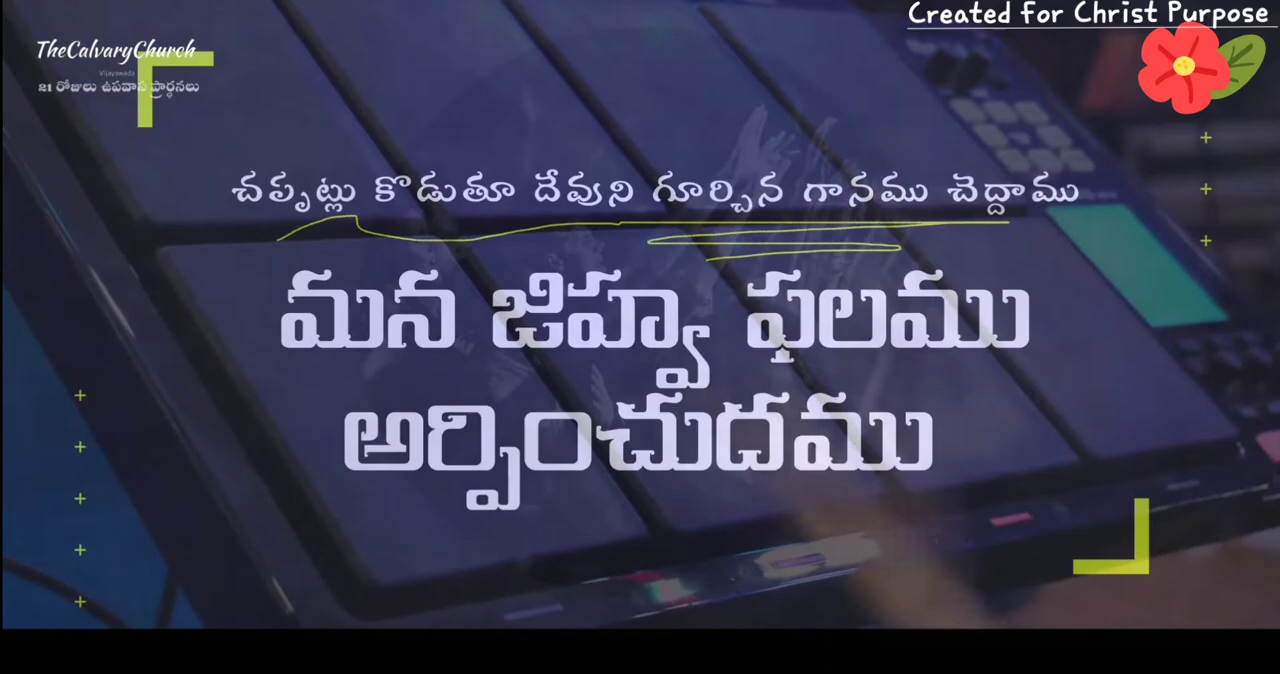 Created for Christ Purpose
TheCalvaryChurch
Vijayawada
21 రోజులు ఉపవాస ప్రార్థనలు
చప్పట్లు కొడుతూ దేవుని గూర్చిన గానము చెద్దాము
మన జిహ్వ ఫలము
అర్పించుదము